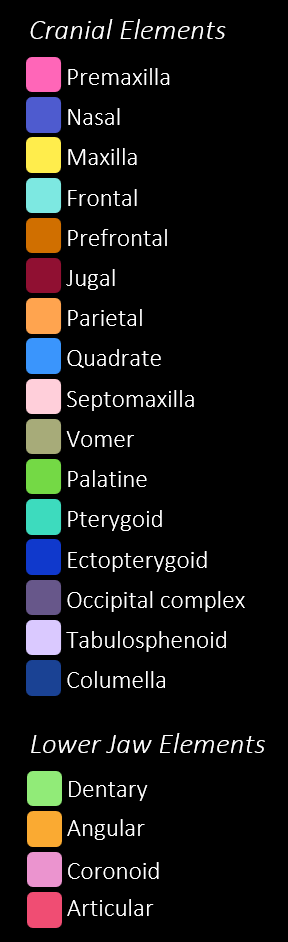 Cranial Elements
Premaxilla
Nasal
Maxilla
Frontal
Prefrontal
Jugal
Parietal
Quadrate
Septomaxilla
Vomer
Palatine
Pterygoid
Ectopterygoid
Occipital complex
Tabulosphenoid
Columella
Lower Jaw Elements
Dentary
Angular
Coronoid
Articular